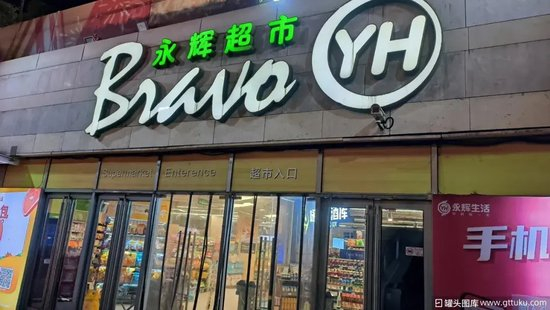 永辉超市
Bravo YH
Supermarket Enterence 超市入口
永辉生活
手机
罐头图库 www.gttuku.com